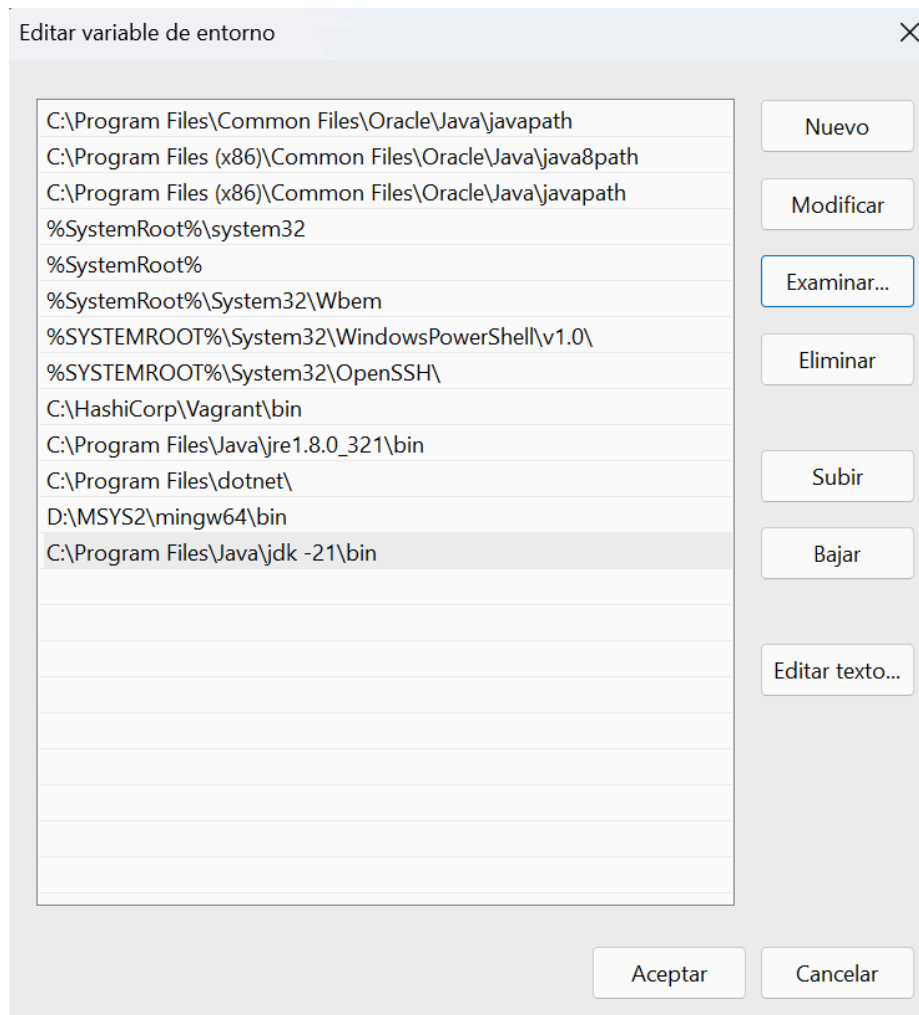 Editar variable de entorno
C:\Program Files\Common Files\Oracle\Java\javapath
C:\Program Files (x86)\Common Files\Oracle\Java\java8path
C:\Program Files (x86)\Common Files\Oracle\Java\javapath
%SystemRoot%\system32
%SystemRoot%
%SystemRoot%\System32\Wbem
%SYSTEMROOT%\System32\WindowsPowerShell\v1.0\
%SYSTEMROOT%\System32\OpenSSH\
C:\HashiCorp\Vagrant\bin
C:\Program Files\Java\jre1.8.0_321\bin
C:\Program Files\dotnet\
D:\MSYS2\mingw64\bin
C:\Program Files\Java\jdk -21\bin
Nuevo
Modificar
Examinar...
Eliminar
Subir
Bajar
Editar texto...
Aceptar
Cancelar